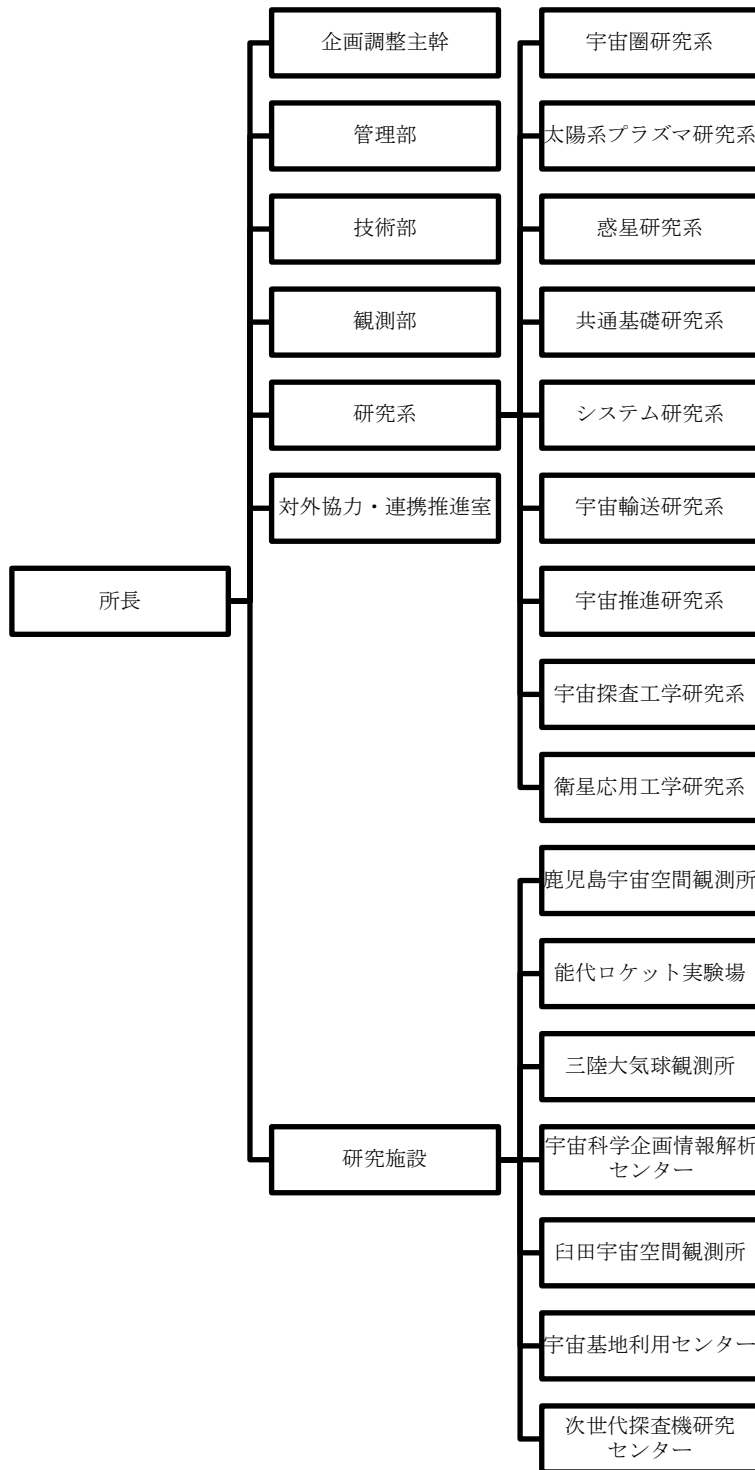 所長
企画調整主幹
管理部
技術部
観測部
研究系
宇宙圏研究系
太陽系プラズマ研究系
惑星研究系
共通基礎研究系
システム研究系
宇宙輸送研究系
宇宙推進研究系
宇宙探査工学研究系
衛星応用工学研究系
対外協力・連携推進室
研究施設
鹿児島宇宙空間観測所
能代ロケット実験場
三陸大気球観測所
宇宙科学企画情報解析
センター
臼田宇宙空間観測所
宇宙基地利用センター
次世代探査機研究
センター